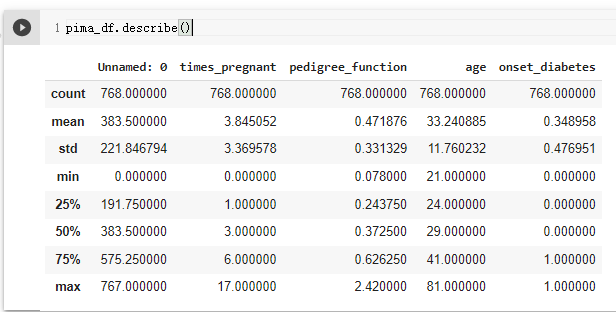 1 pima_df.describe()
Unnamed: 0 times_pregnant pedigree_function age onset_diabetes
count 768.000000 768.000000 768.000000 768.000000 768.000000
mean 383.500000 3.845052 0.471876 33.240885 0.348958
std 221.846794 3.369578 0.331329 11.760232 0.476951
min 0.000000 0.000000 0.078000 21.000000 0.000000
25% 191.750000 1.000000 0.243750 24.000000 0.000000
50% 383.500000 3.000000 0.372500 29.000000 0.000000
75% 575.250000 6.000000 0.626250 41.000000 1.000000
max 767.000000 17.000000 2.420000 81.000000 1.000000